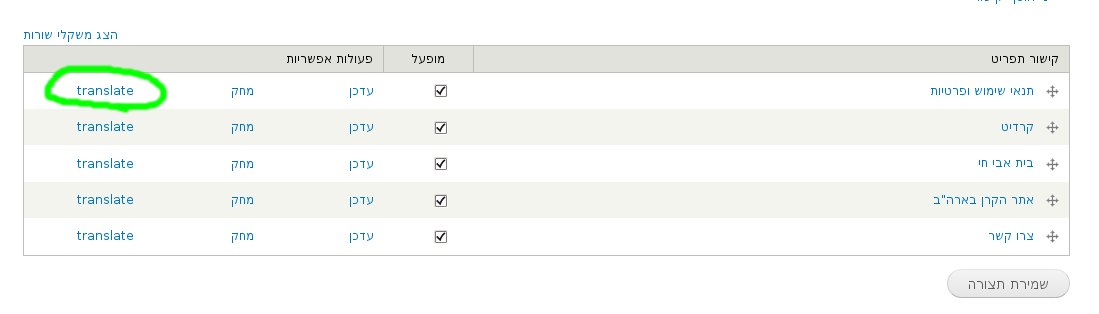 הצג משקלי שורות
קישור תפריט מופעל פעולות אפשריות
תנאי שימוש ופרטיות עדכן מחק translate
קרדיט עדכן מחק translate
בית אבי חי עדכן מחק translate
אתר הקרן בארה"ב עדכן מחק translate
צרו קשר עדכן מחק translate
שמירת תצורה